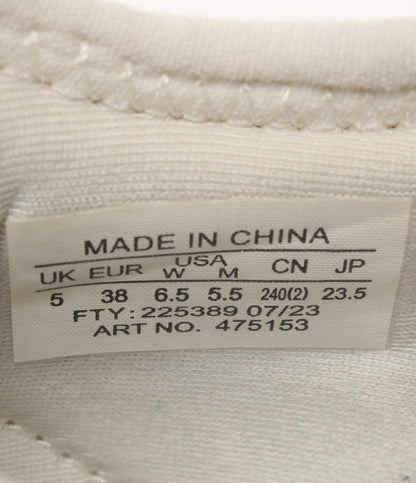 MADE IN CHINA
UK EUR USA CN JP
W M
5 38 6.5 5.5 240(2) 23.5
FTY: 225389 07/23
ART NO. 475153